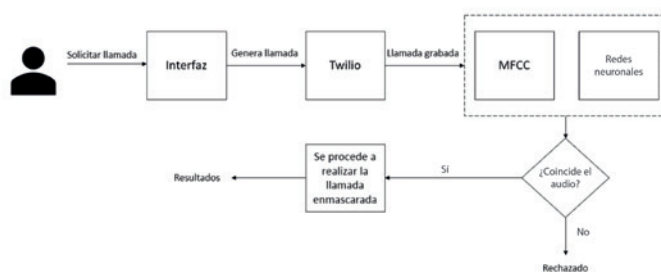 Solicitar llamada
Interfaz
Genera llamada
Twilio
Llamada grabada
MFCC
Redes
neuronales
¿Coincide el
audio?
Sí
Se procede a
realizar la
llamada
enmascarada
Resultados
No
Rechazado